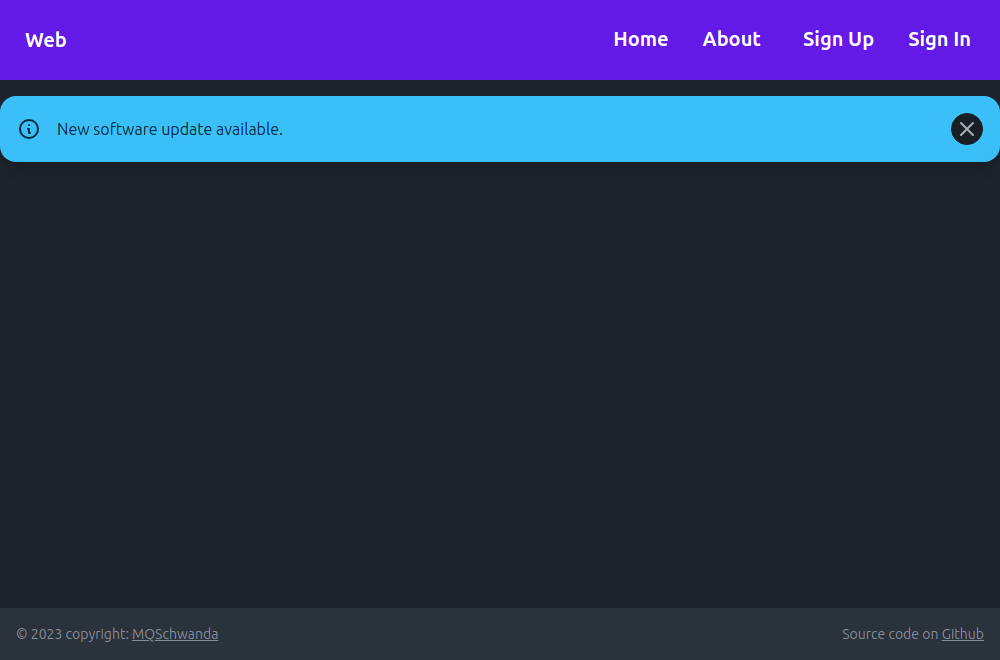 Web Home About Sign Up Sign In
New software update available.
© 2023 copyright: MQSchwanda Source code on Github